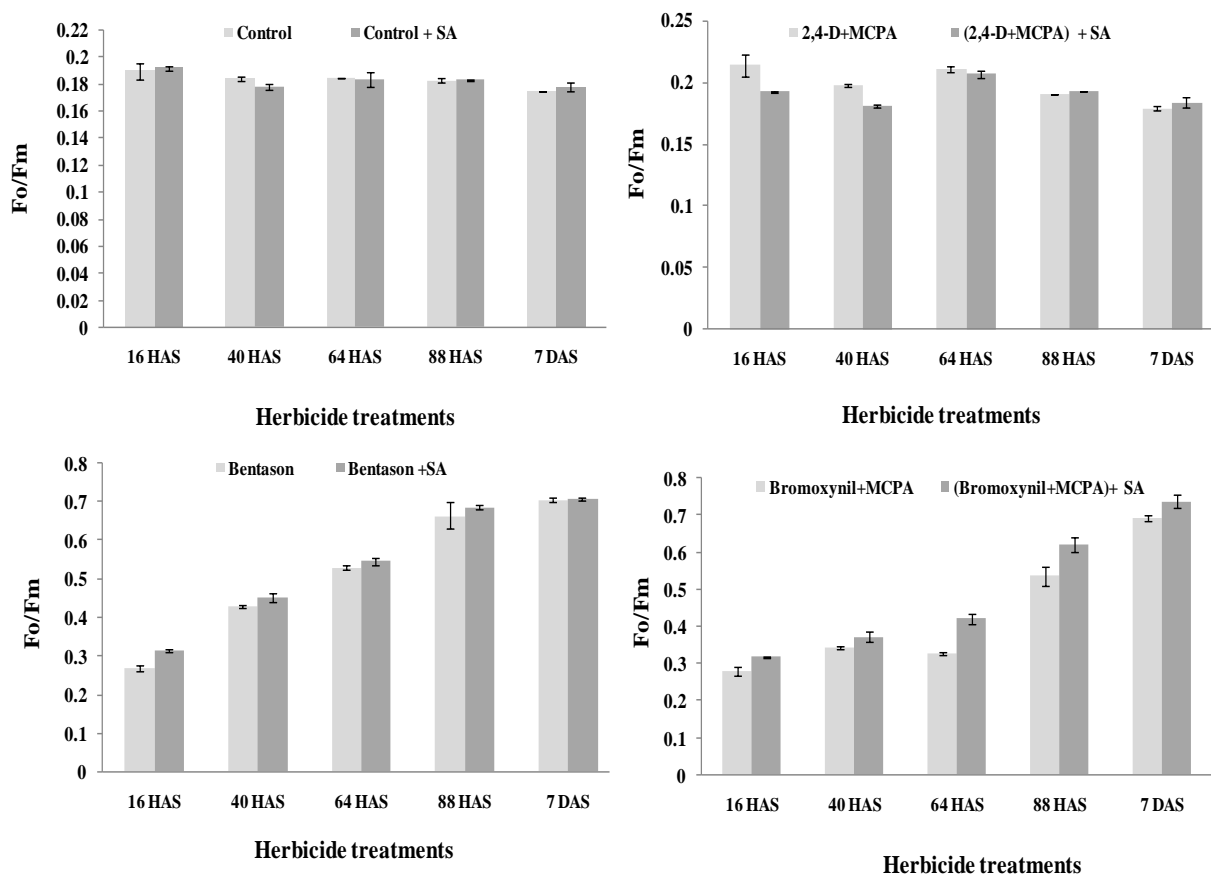 Control
Control + SA
Fo/Fm
0.22
0.2
0.18
0.16
0.14
0.12
0.1
0.08
0.06
0.04
0.02
0
16 HAS 40 HAS 64 HAS 88 HAS 7 DAS
Herbicide treatments
2,4-D+MCPA
(2,4-D+MCPA) + SA
Fo/Fm
0.25
0.2
0.15
0.1
0.05
0
16 HAS 40 HAS 64 HAS 88 HAS 7 DAS
Herbicide treatments
Bentason
Bentason +SA
Fo/Fm
0.8
0.7
0.6
0.5
0.4
0.3
0.2
0.1
0
16 HAS 40 HAS 64 HAS 88 HAS 7 DAS
Herbicide treatments
Bromoxynil+MCPA
(Bromoxynil+MCPA)+ SA
Fo/Fm
0.8
0.7
0.6
0.5
0.4
0.3
0.2
0.1
0
16 HAS 40 HAS 64 HAS 88 HAS 7 DAS
Herbicide treatments